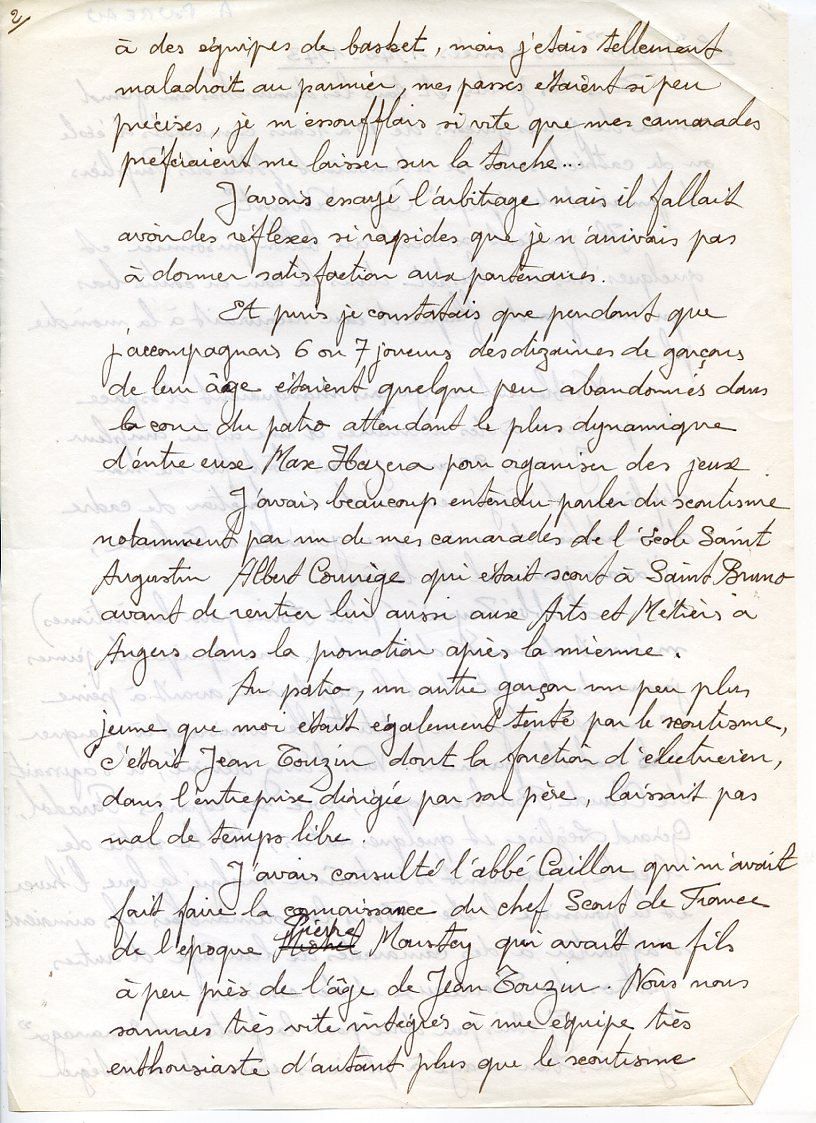 2/
à des équipes de basket, mais j'étais tellement
maladroit au pannier, mes passes étaient si peu
précises, je m'essoufflais si vite que mes camarades
préféraient me laisser sur la touche...
J'avais essayé l'arbitrage mais il fallait
avoir des réflexes si rapides que je n'arrivais pas
à donner satisfaction aux partenaires.
Et puis je constatais que pendant que
j'accompagnais 6 ou 7 joueurs des dizaines de garçons
de leur âge étaient quelque peu abandonnés dans
la cour du patro attendant le plus dynamique
d'entre eux Max Hazera pour organiser des jeux.
J'avais beaucoup entendu parler du scoutisme
notamment par un de mes camarades de l'école Saint
Augustin Albert Courrège qui était scout à Saint Bruno
avant de rentrer lui aussi aux Arts et Métiers à
Angers dans la promotion après la mienne.
Au patro, un autre garçon un peu plus
jeune que moi était également tenté par le scoutisme,
c'était Jean Touzin dont la fonction d'électricien,
dans l'entreprise dirigée par son père, laissait pas
mal de temps libre.
J'avais consulté l'abbé Caillou qui m'avait
fait faire la connaissance du chef Scout de France
de l'époque Pierre Moustey qui avait un fils
à peu près de l'âge de Jean Touzin. Nous nous
sommes très vite intégrés à une équipe très
enthousiaste d'autant plus que le scoutisme